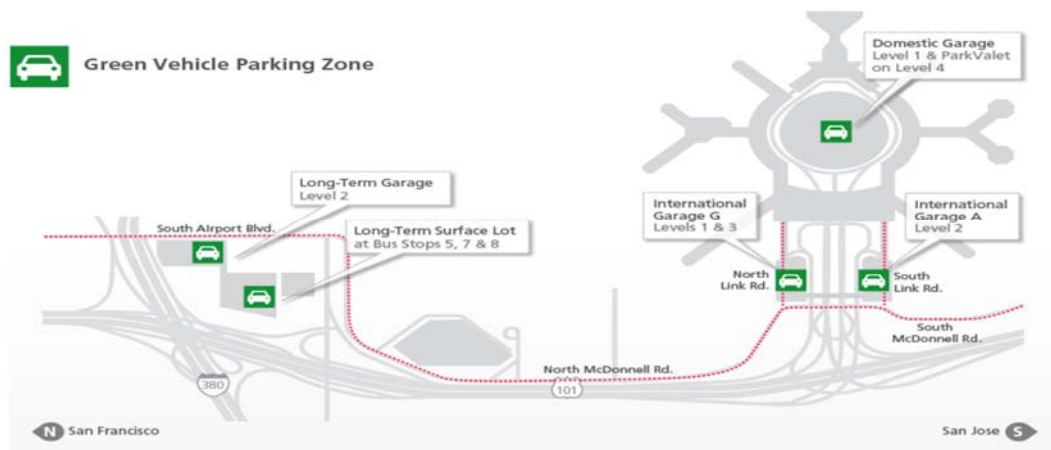 Green Vehicle Parking Zone
Domestic Garage
Level 1 & ParkValet
on Level 4
Long-Term Garage
Level 2
South Airport Blvd.
Long-Term Surface Lot
at Bus Stops 5, 7 & 8
International
Garage G
Levels 1 & 3
International
Garage A
Level 2
North
Link Rd.
South
Link Rd.
South
McDonnell Rd.
North McDonnell Rd.
380
101
N San Francisco
San Jose S